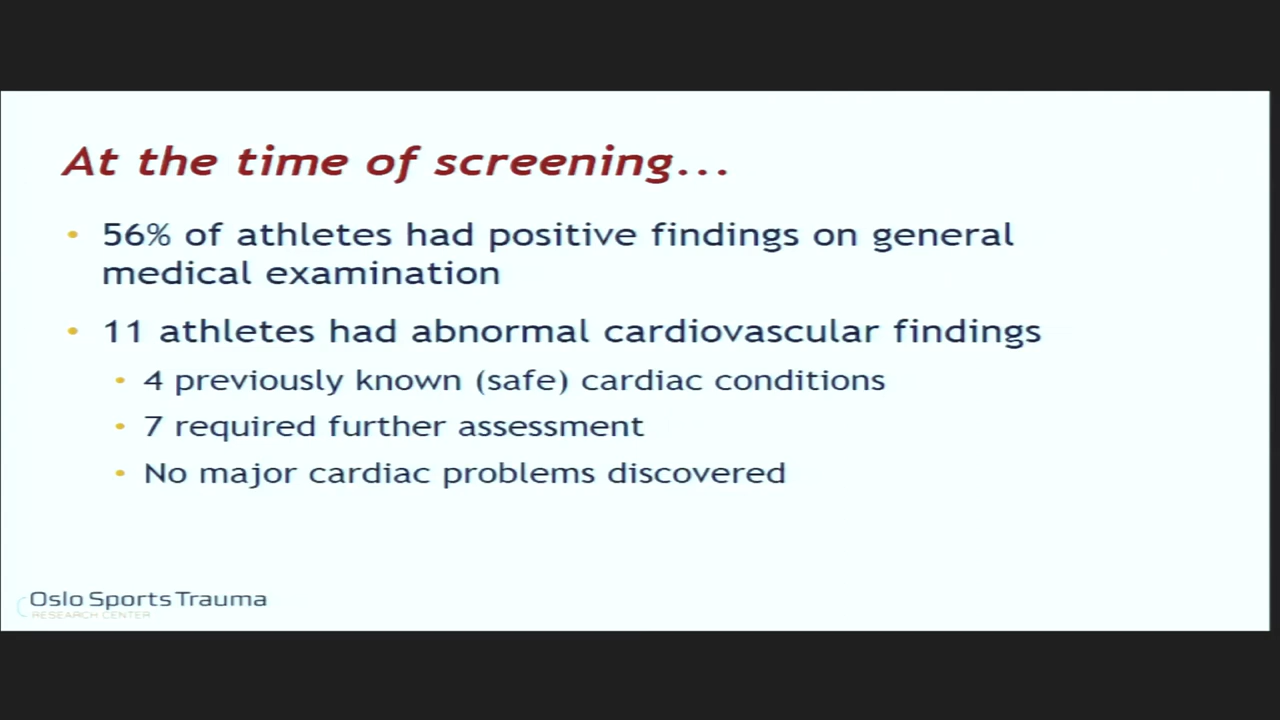 At the time of screening...
• 56% of athletes had positive findings on general
medical examination
• 11 athletes had abnormal cardiovascular findings
• 4 previously known (safe) cardiac conditions
• 7 required further assessment
• No major cardiac problems discovered
Oslo Sports Trauma
RESEARCH CENTER